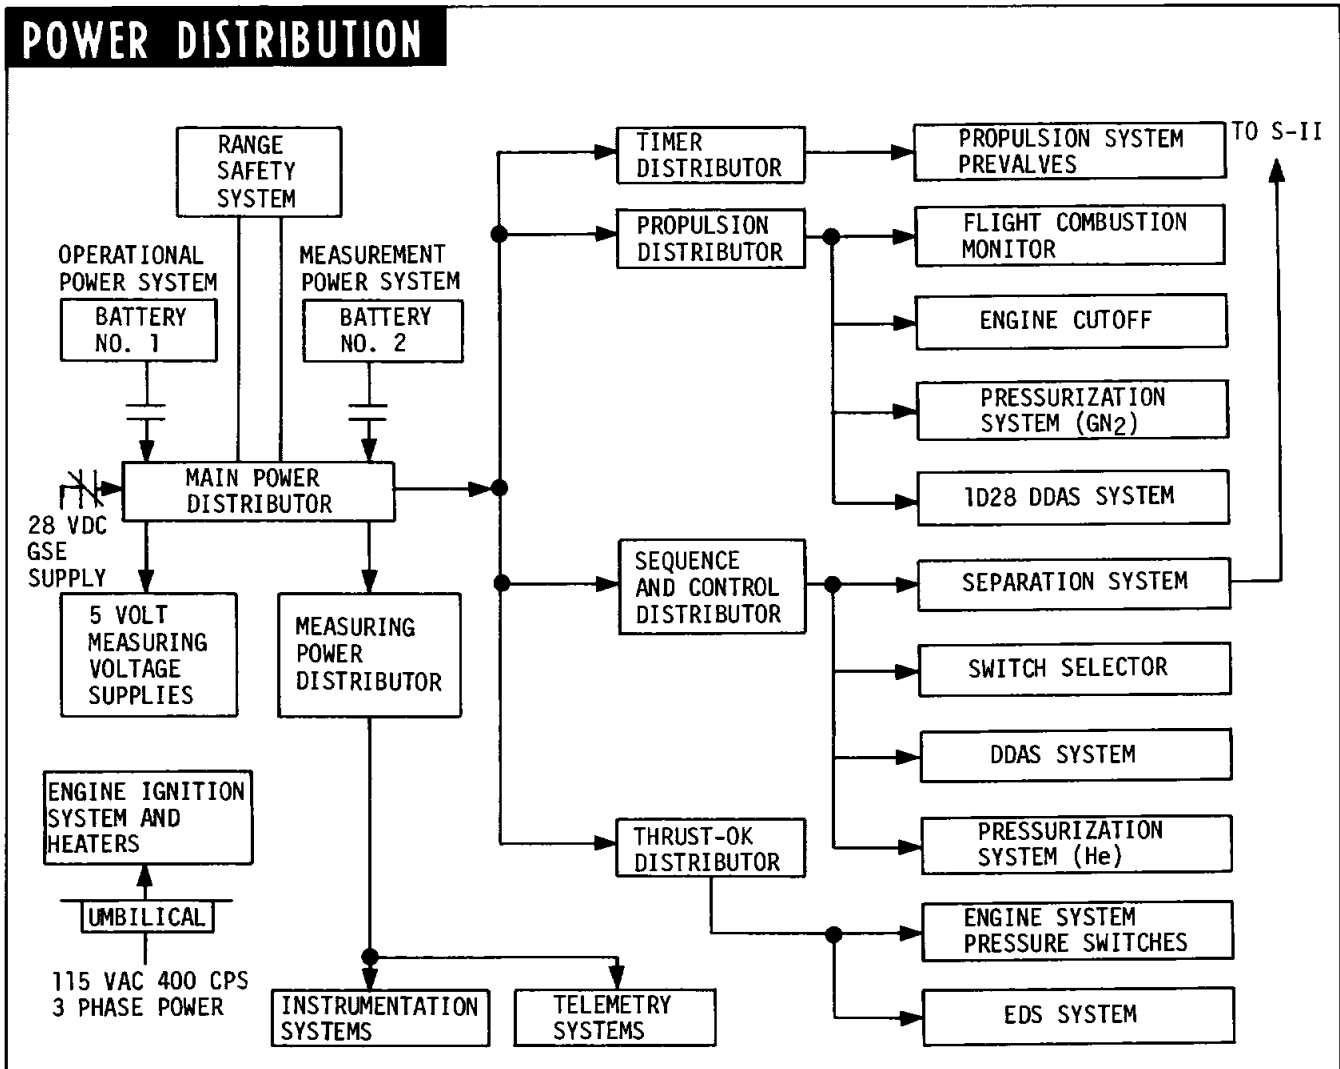 POWER DISTRIBUTION
RANGE
SAFETY
SYSTEM
OPERATIONAL
POWER SYSTEM
BATTERY
NO. 1
MEASUREMENT
POWER SYSTEM
BATTERY
NO. 2
MAIN POWER
DISTRIBUTOR
28 VDC
GSE
SUPPLY
5 VOLT
MEASURING
VOLTAGE
SUPPLIES
MEASURING
POWER
DISTRIBUTOR
ENGINE IGNITION
SYSTEM AND
HEATERS
UMBILICAL
115 VAC 400 CPS
3 PHASE POWER
INSTRUMENTATION
SYSTEMS
TELEMETRY
SYSTEMS
TIMER
DISTRIBUTOR
PROPULSION
DISTRIBUTOR
SEQUENCE
AND CONTROL
DISTRIBUTOR
THRUST-OK
DISTRIBUTOR
PROPULSION SYSTEM
PREVALVES
TO S-II
FLIGHT COMBUSTION
MONITOR
ENGINE CUTOFF
PRESSURIZATION
SYSTEM (GN2)
1D28 DDAS SYSTEM
SEPARATION SYSTEM
SWITCH SELECTOR
DDAS SYSTEM
PRESSURIZATION
SYSTEM (He)
ENGINE SYSTEM
PRESSURE SWITCHES
EDS SYSTEM